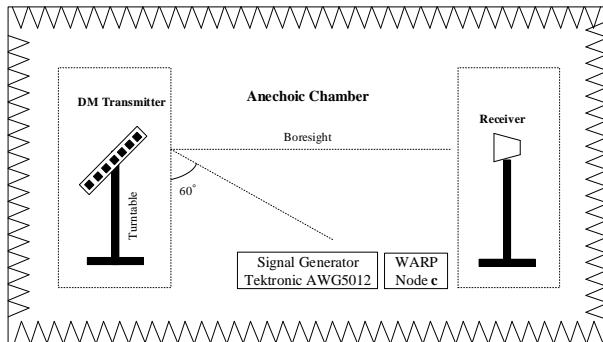 Anechoic Chamber
DM Transmitter
Receiver
Boresight
60°
Turntable
Signal Generator
Tektronic AWG5012
WARP
Node c